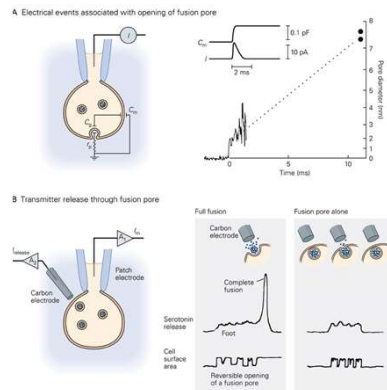 A Electrical events associated with opening of fusion pore
I
Cm
Cp
rp
Cm
I
0.1 pF
10 pA
2 ms
8
7
6
5
4
3
2
1
0
Pore diameter (nm)
0 5 10
Time (ms)
B Transmitter release through fusion pore
Irelease
A2
A1
Im
Patch
electrode
Carbon
electrode
Full fusion
Carbon
electrode
Complete
fusion
Serotonin
release
Foot
Cell
surface
area
Reversible opening
of a fusion pore
Fusion pore alone